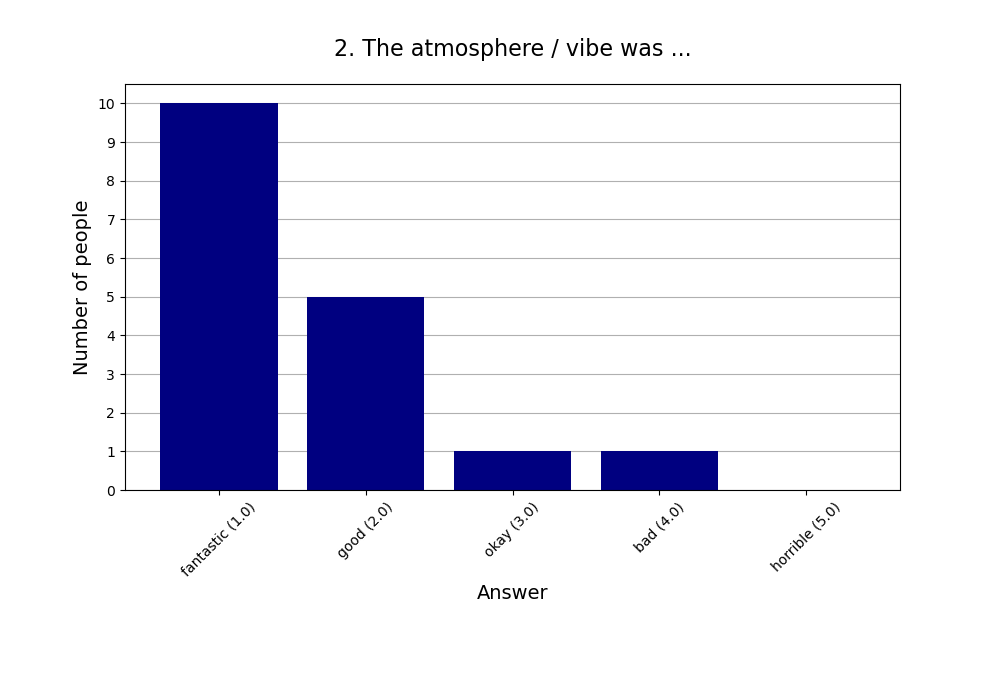 2. The atmosphere / vibe was ...
Number of people
10
9
8
7
6
5
4
3
2
1
0
fantastic (1.0)
good (2.0)
okay (3.0)
bad (4.0)
horrible (5.0)
Answer